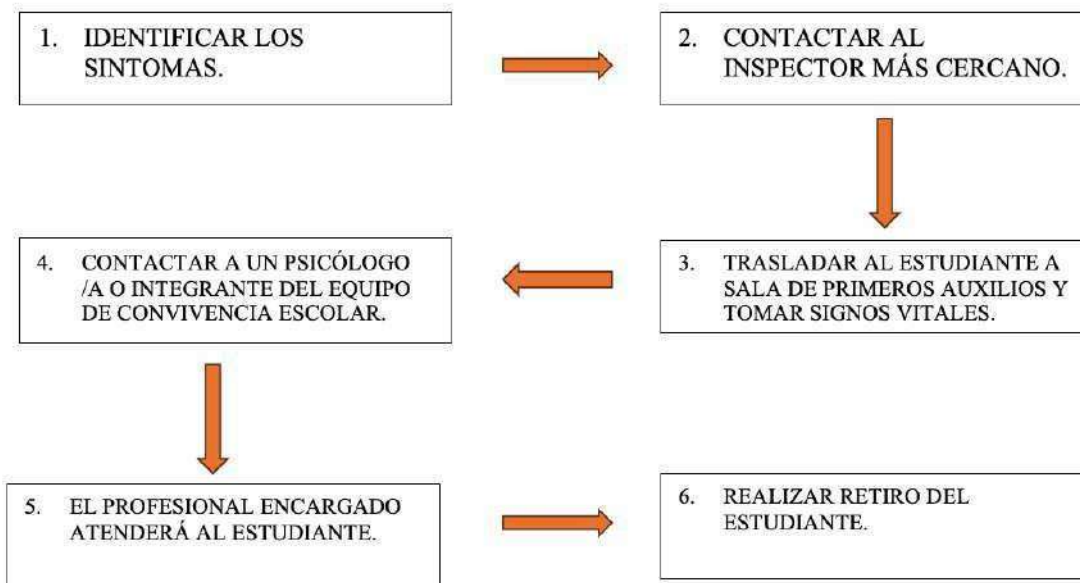 1. IDENTIFICAR LOS
SINTOMAS.
2. CONTACTAR AL
INSPECTOR MÁS CERCANO.
3. TRASLADAR AL ESTUDIANTE A
SALA DE PRIMEROS AUXILIOS Y
TOMAR SIGNOS VITALES.
4. CONTACTAR A UN PSICÓLOGO
/A O INTEGRANTE DEL EQUIPO
DE CONVIVENCIA ESCOLAR.
5. EL PROFESIONAL ENCARGADO
ATENDERÁ AL ESTUDIANTE.
6. REALIZAR RETIRO DEL
ESTUDIANTE.